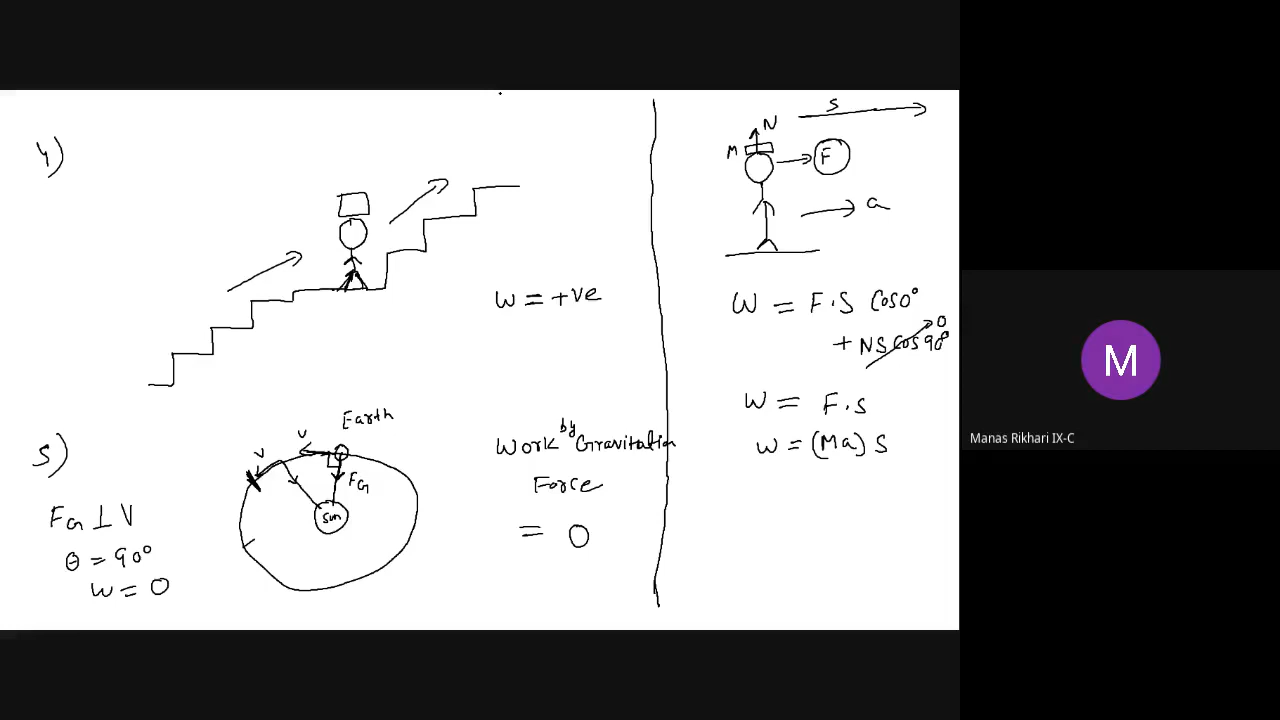 4)
W = +ve
5)
Earth
V
V
FG
Sun
FG ⊥ V
θ = 90°
W = 0
Work by Gravitation
Force
= 0
S
N
M
F
a
W = F.S Cos0°
+ NS Cos90° 0
W = F.S
W = (Ma) S
M
Manas Rikhari IX-C